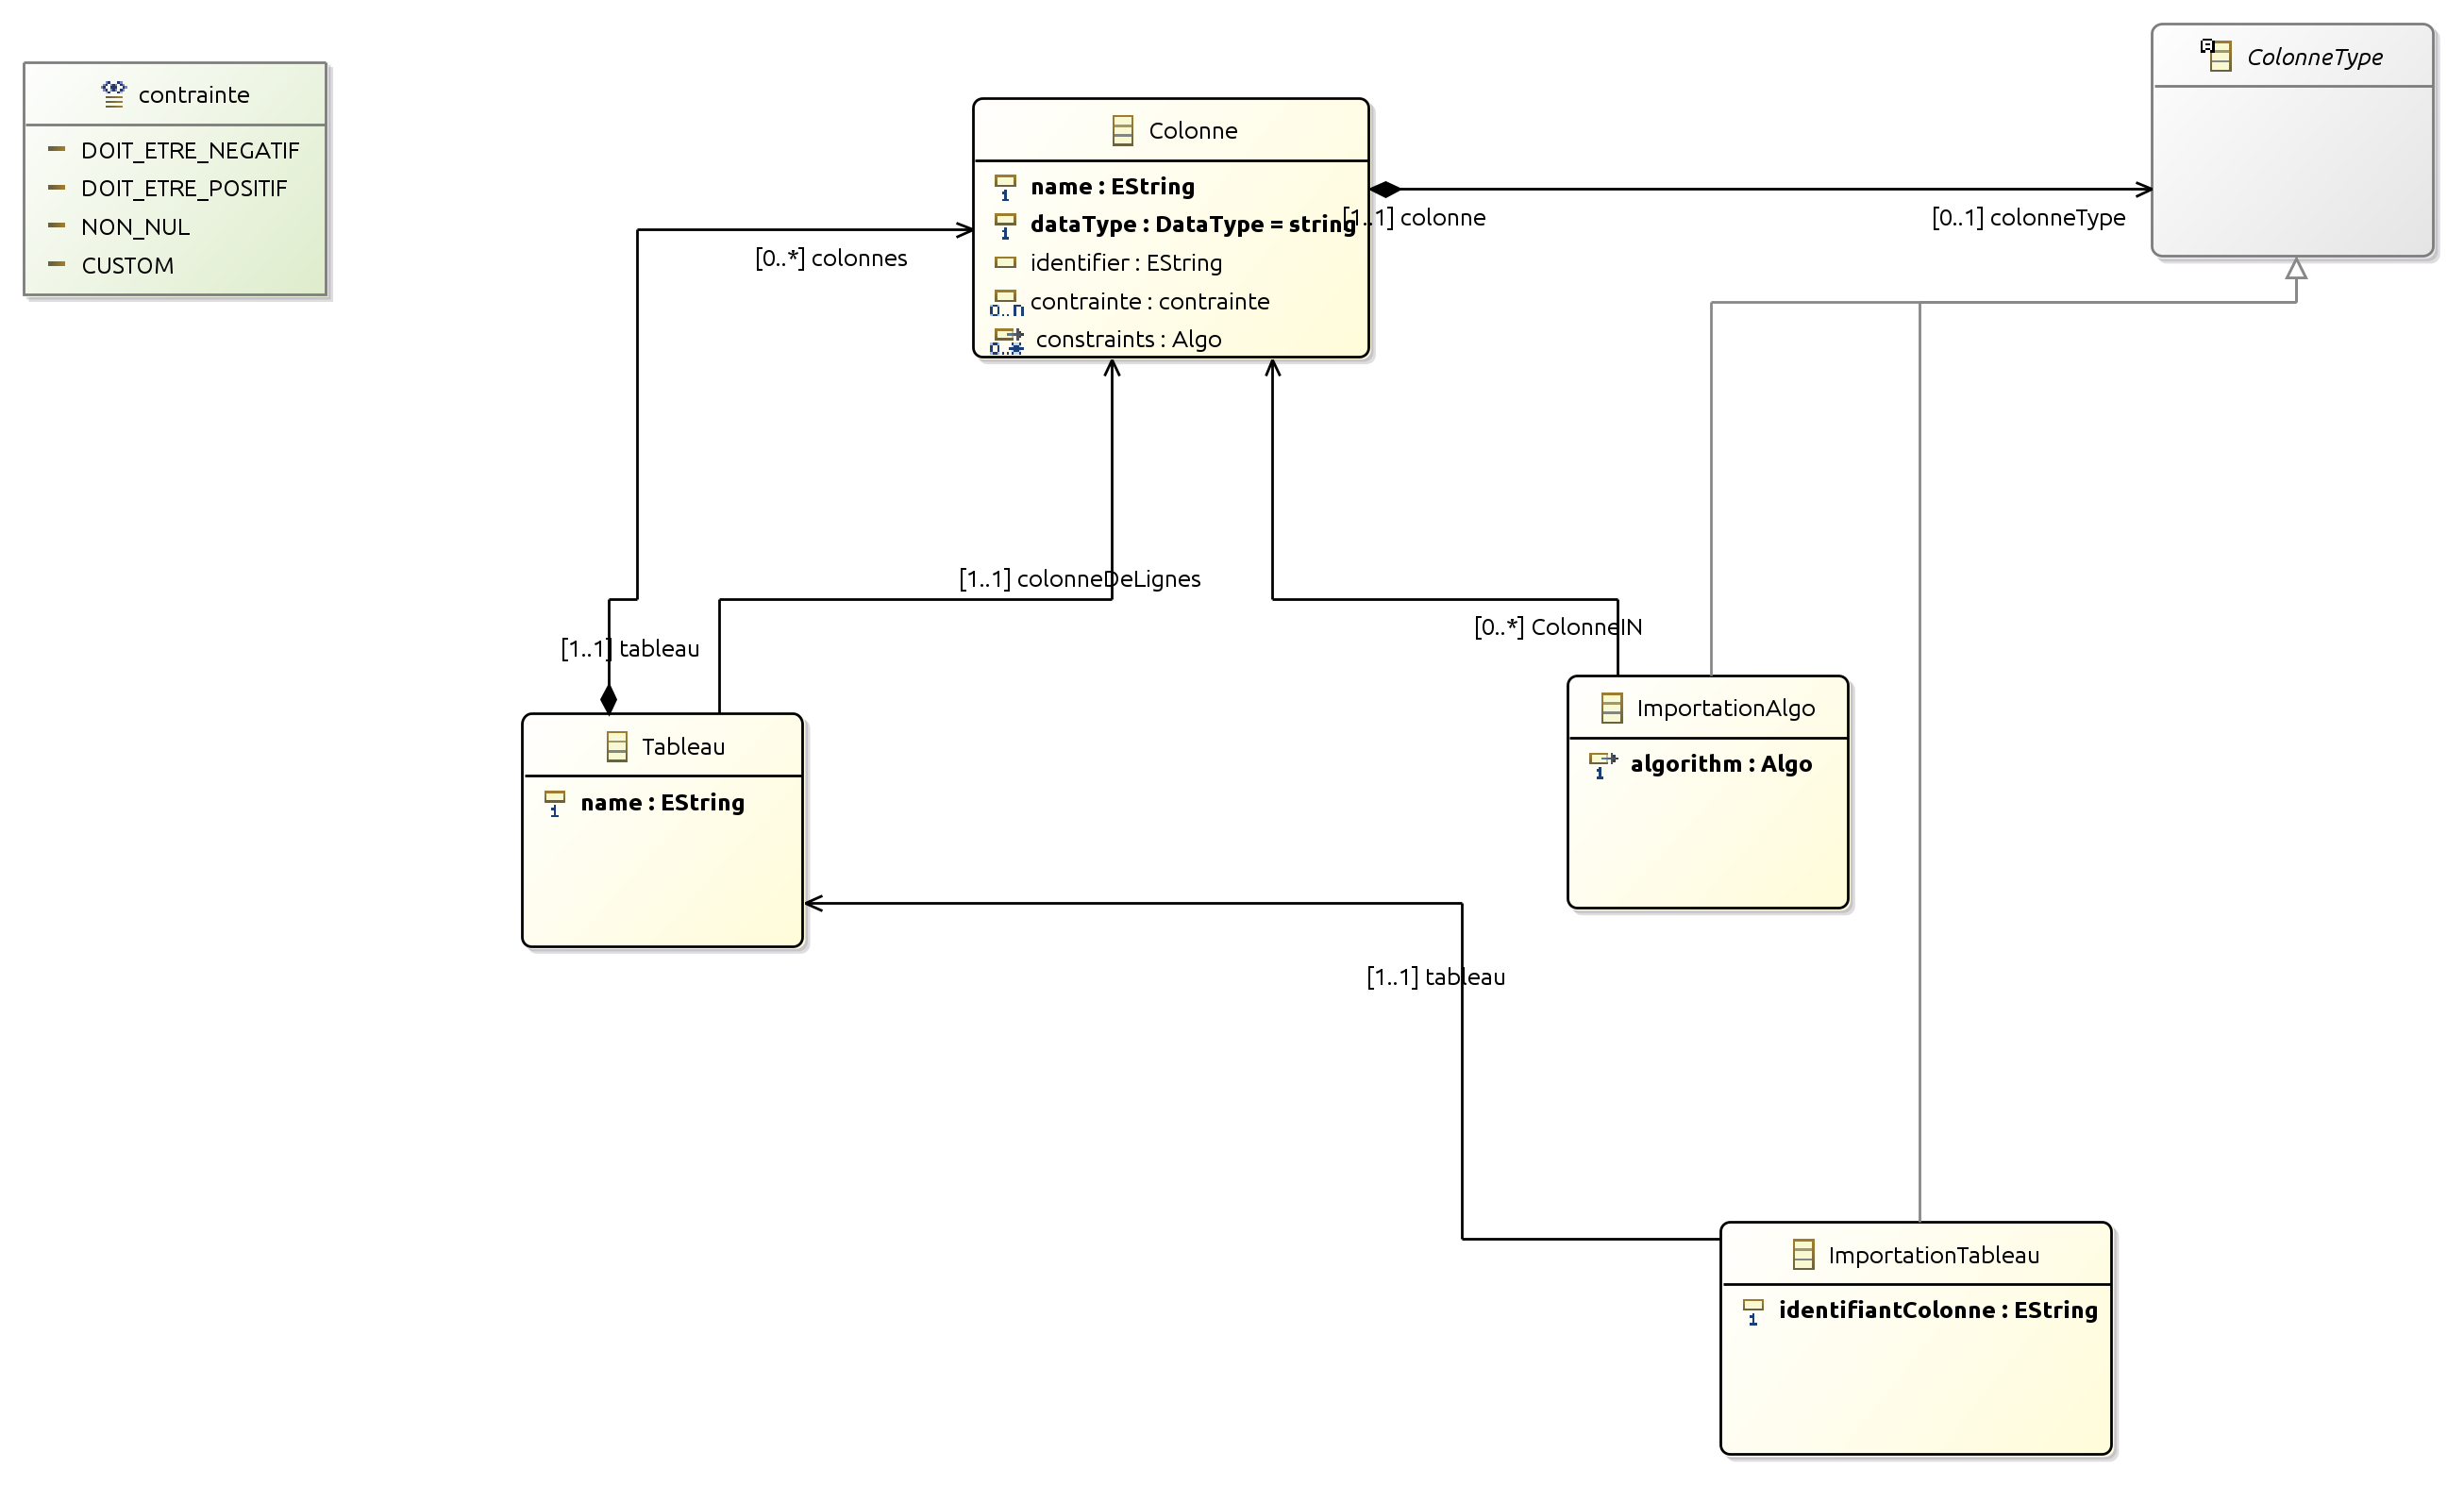 contrainte
DOIT_ETRE_NEGATIF
DOIT_ETRE_POSITIF
NON_NUL
CUSTOM
Colonne
name : EString
dataType : DataType = string
identifier : EString
0..n contrainte : contrainte
0..* constraints : Algo
ColonneType
[1..1] colonne
[0..1] colonneType
[0..*] colonnes
[1..1] colonneDeLignes
[1..1] tableau
[0..*] ColonneIN
Tableau
name : EString
ImportationAlgo
algorithm : Algo
[1..1] tableau
ImportationTableau
identifiantColonne : EString